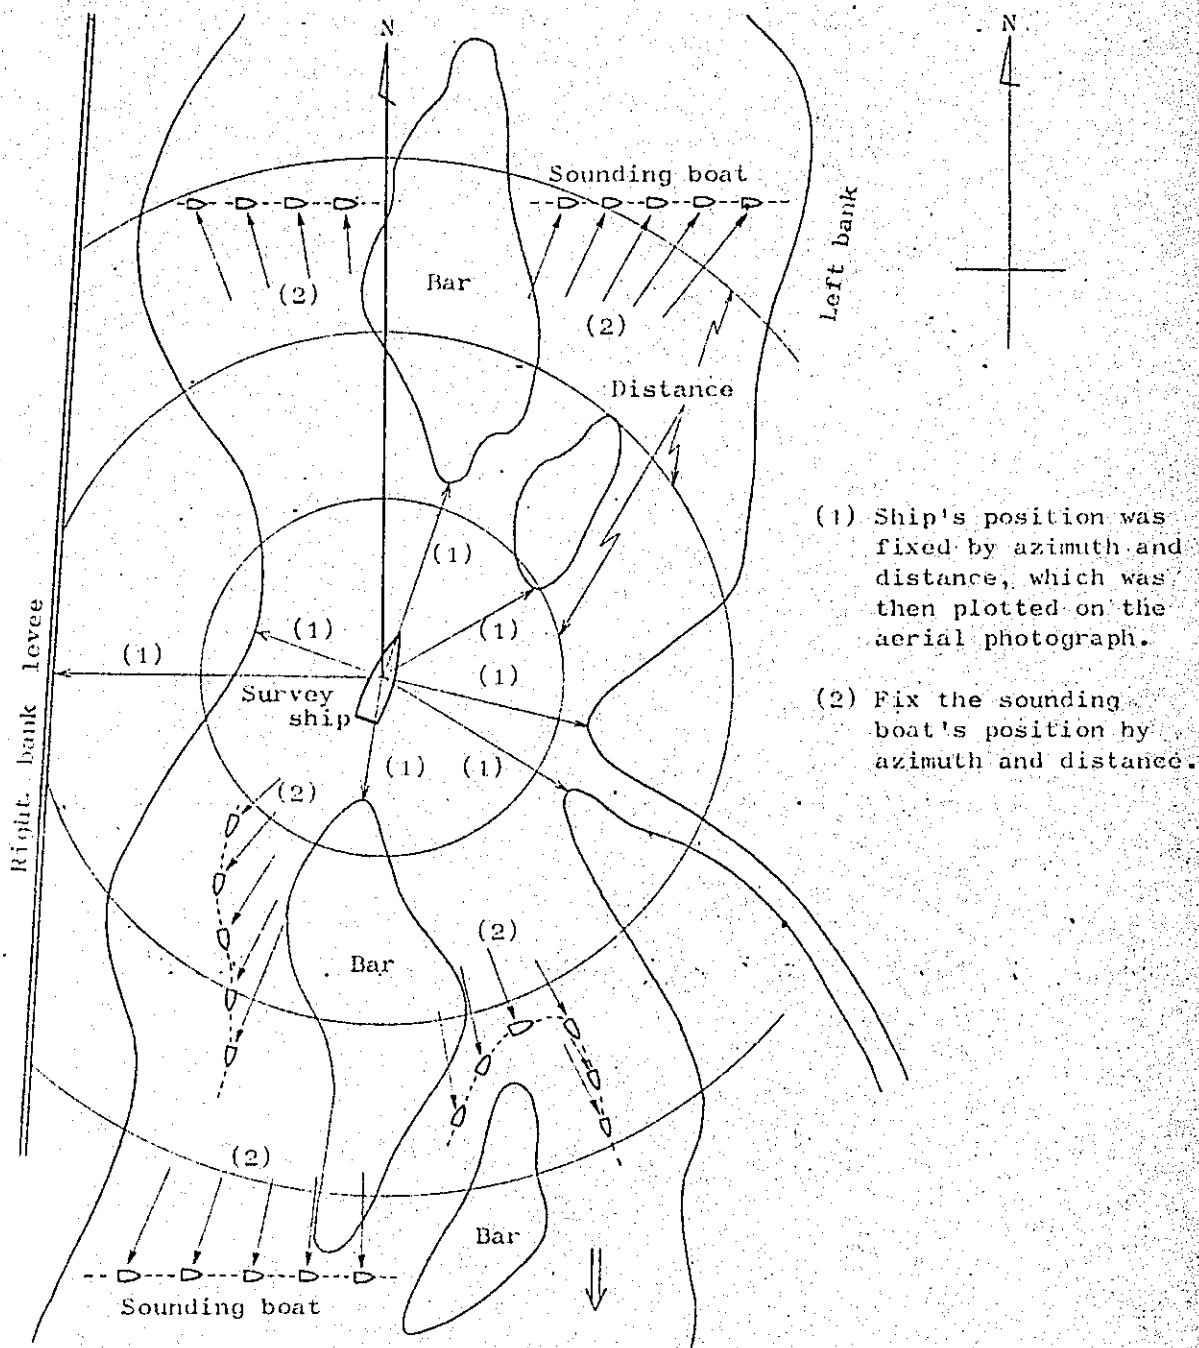 N
N
Sounding boat
Left bank
Bar
(2)
(2)
Distance
(1) Ship's position was
fixed by azimuth and
distance, which was
then plotted on the
aerial photograph.
(1)
(1)
(1)
(1)
(1)
Survey
ship
Right bank levee
(2) Fix the sounding
boat's position by
azimuth and distance.
(1)
(1)
(2)
(2)
Bar
(2)
Bar
Sounding boat